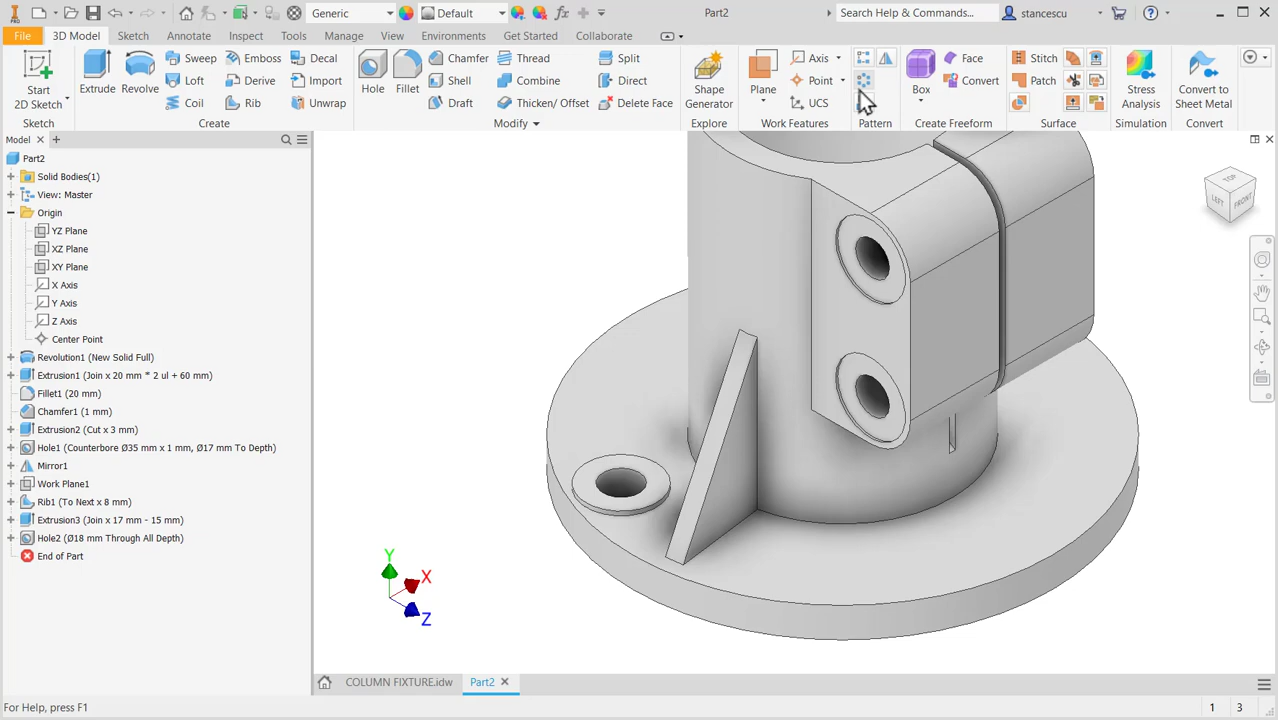 PRO
Generic
Default
fx
Part2
Search Help & Commands...
stancescu
File
3D Model
Sketch
Annotate
Inspect
Tools
Manage
View
Environments
Get Started
Collaborate
Start
2D Sketch
Extrude
Revolve
Sweep
Loft
Coil
Emboss
Derive
Rib
Decal
Import
Unwrap
Hole
Fillet
Chamfer
Shell
Draft
Thread
Combine
Thicken/ Offset
Split
Direct
Delete Face
Shape
Generator
Plane
Axis
Point
UCS
Box
Face
Convert
Stitch
Patch
Stress
Analysis
Convert to
Sheet Metal
Sketch
Create
Modify
Explore
Work Features
Pattern
Create Freeform
Surface
Simulation
Convert
Model
Part2
Solid Bodies(1)
View: Master
Origin
YZ Plane
XZ Plane
XY Plane
X Axis
Y Axis
Z Axis
Center Point
Revolution1 (New Solid Full)
Extrusion1 (Join x 20 mm * 2 ul + 60 mm)
Fillet1 (20 mm)
Chamfer1 (1 mm)
Extrusion2 (Cut x 3 mm)
Hole1 (Counterbore Ø35 mm x 1 mm, Ø17 mm To Depth)
Mirror1
Work Plane1
Rib1 (To Next x 8 mm)
Extrusion3 (Join x 17 mm - 15 mm)
Hole2 (Ø18 mm Through All Depth)
End of Part
TOP
LEFT
FRONT
Y
X
Z
COLUMN FIXTURE.idw
Part2
For Help, press F1
1
3